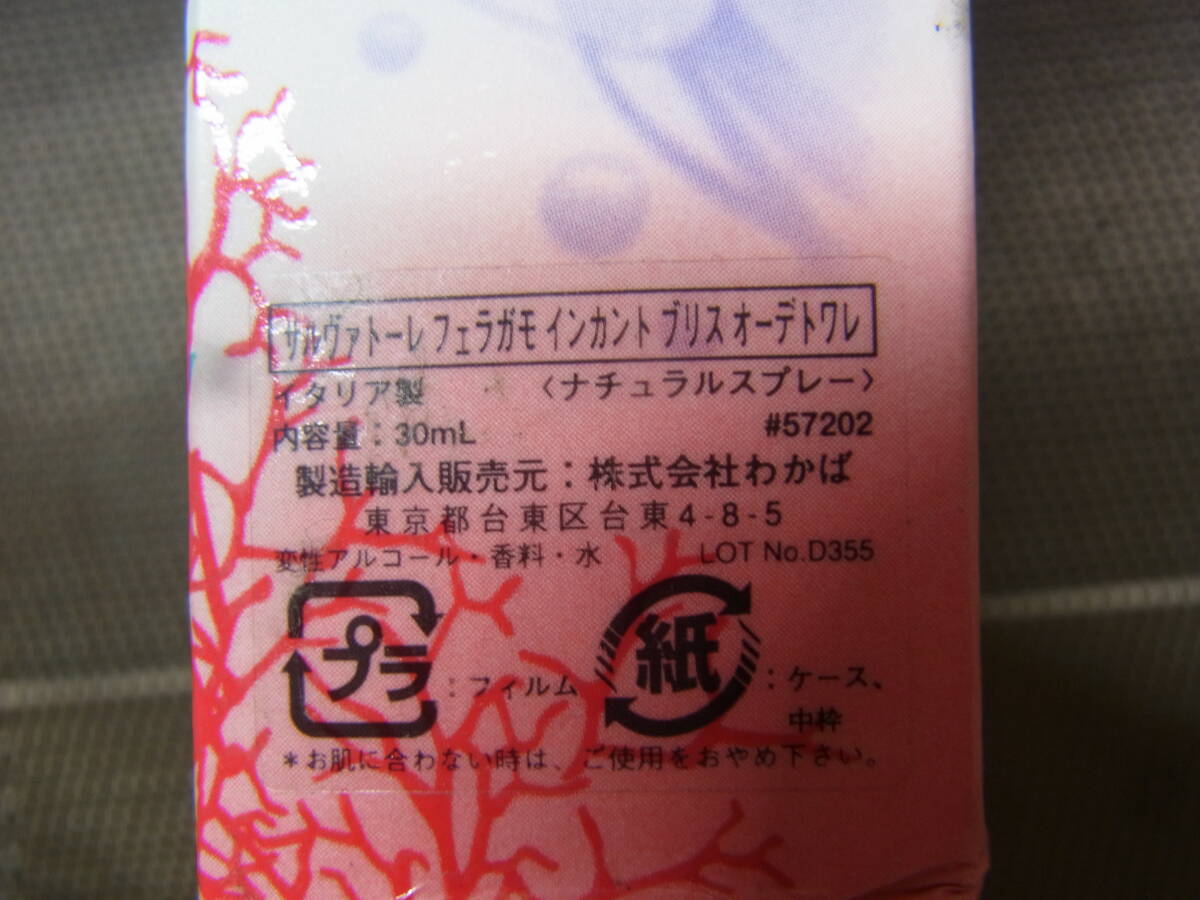 サルヴァトーレ フェラガモ インカント ブリス オーデトワレ
イタリア製 〈ナチュラルスプレー〉
内容量：30mL #57202
製造輸入販売元：株式会社わかば
東京都台東区台東4-8-5
変性アルコール・香料・水 LOT No.D355
プラ：フィルム 紙：ケース、
中枠
＊お肌に合わない時は、ご使用をおやめ下さい。